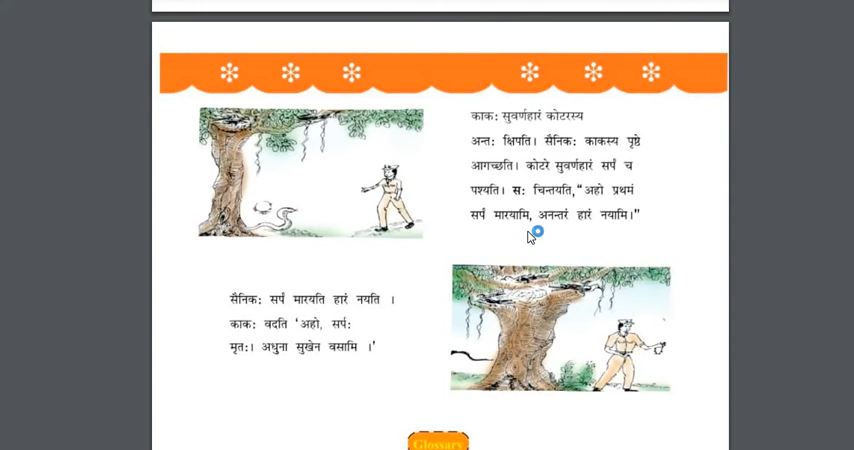 काक: सुवर्णहारं कोटरस्य
अन्त: क्षिपति। सैनिक: काकस्य पृष्ठे
आगच्छति। कोटरे सुवर्णहारं सर्पं च
पश्यति। स: चिन्तयति,“अहो प्रथमं
सर्पं मारयामि, अनन्तरं हारं नयामि।”
सैनिक: सर्पं मारयति हारं नयति ।
काक: वदति ‘अहो, सर्प:
मृत:। अधुना सुखेन वसामि ।’
Glossary